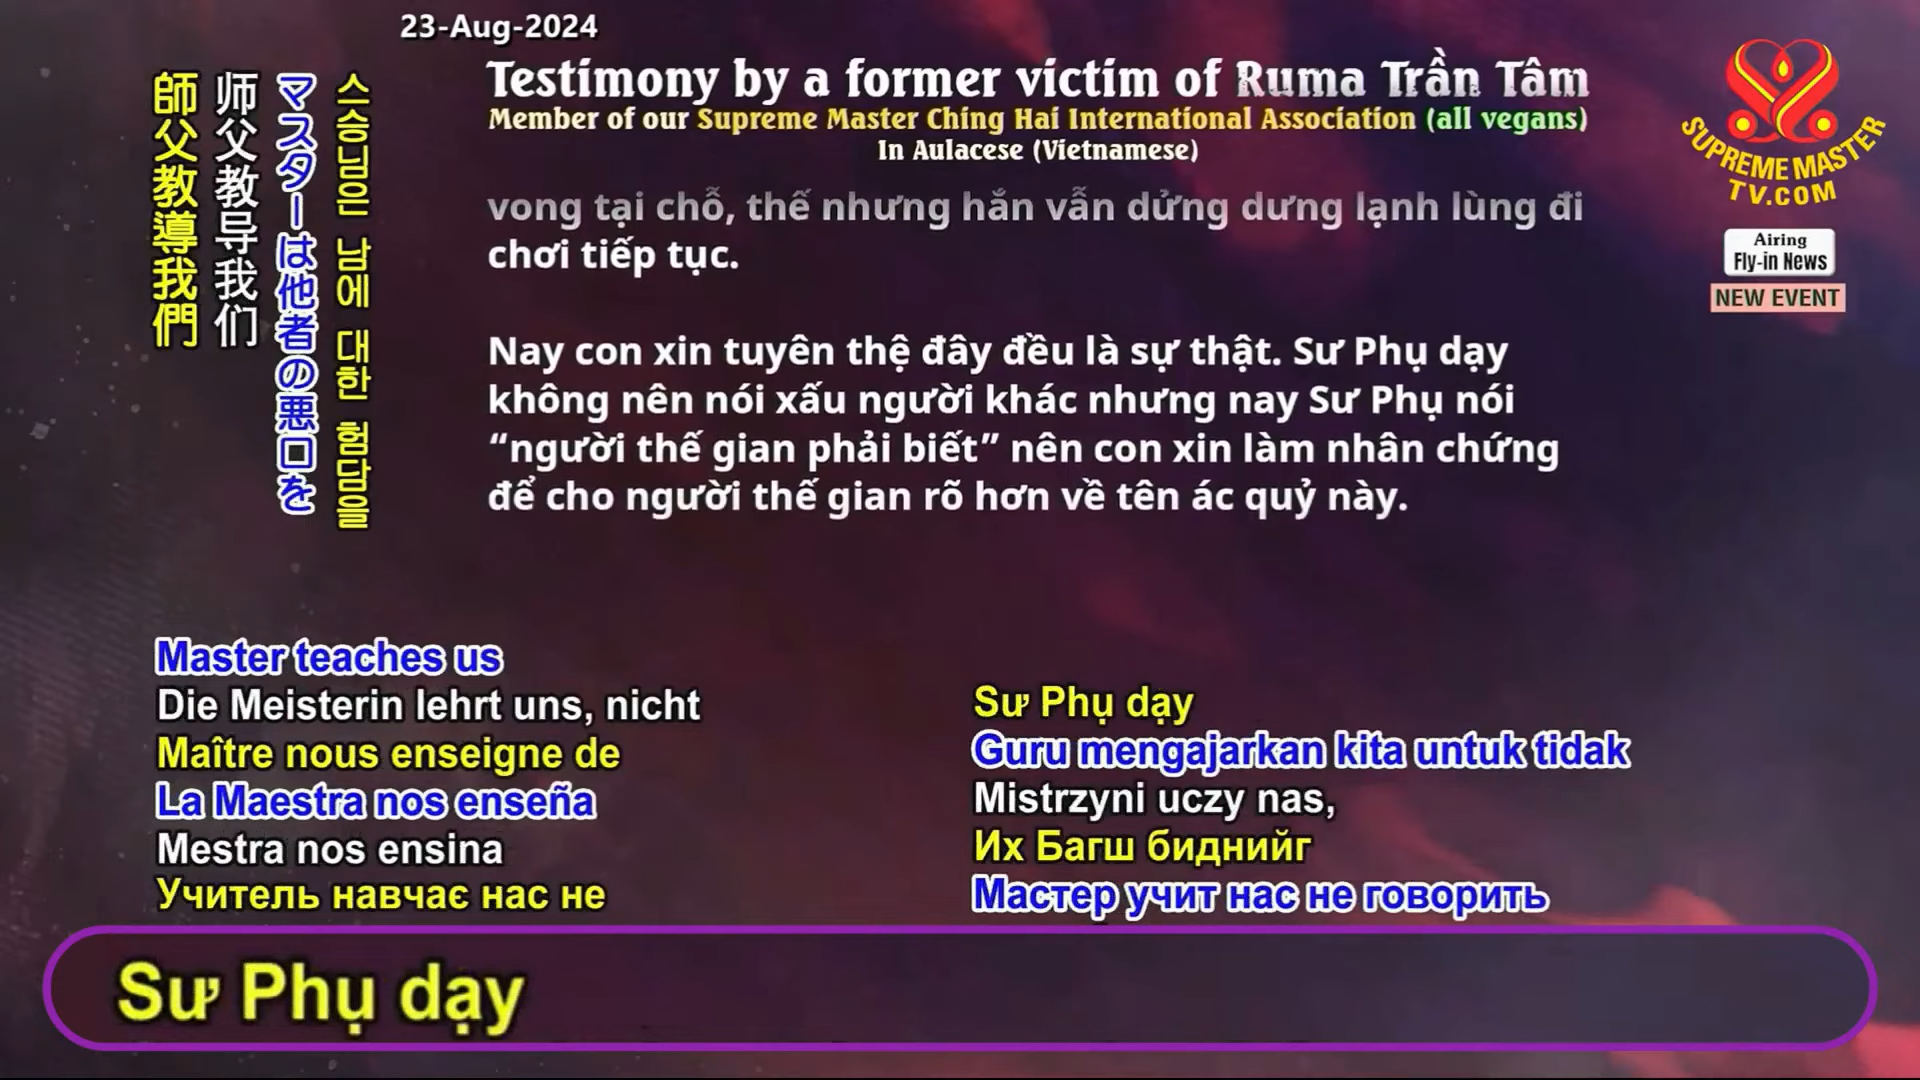 23-Aug-2024
Testimony by a former victim of Ruma Trần Tâm
Member of our Supreme Master Ching Hai International Association (all vegans)
In Aulacese (Vietnamese)
SUPREME MASTER
TV.COM
Airing
Fly-in News
NEW EVENT
師父教導我們
师父教导我们
マスターは他者の悪口を
스승님은 남에 대한 험담을
vong tại chỗ, thế nhưng hắn vẫn dửng dưng lạnh lùng đi
chơi tiếp tục.
Nay con xin tuyên thệ đây đều là sự thật. Sư Phụ dạy
không nên nói xấu người khác nhưng nay Sư Phụ nói
“người thế gian phải biết” nên con xin làm nhân chứng
để cho người thế gian rõ hơn về tên ác quỷ này.
Master teaches us
Die Meisterin lehrt uns, nicht
Maître nous enseigne de
La Maestra nos enseña
Mestra nos ensina
Учитель навчає нас не
Sư Phụ dạy
Guru mengajarkan kita untuk tidak
Mistrzyni uczy nas,
Их Багш биднийг
Мастер учит нас не говорить
Sư Phụ dạy